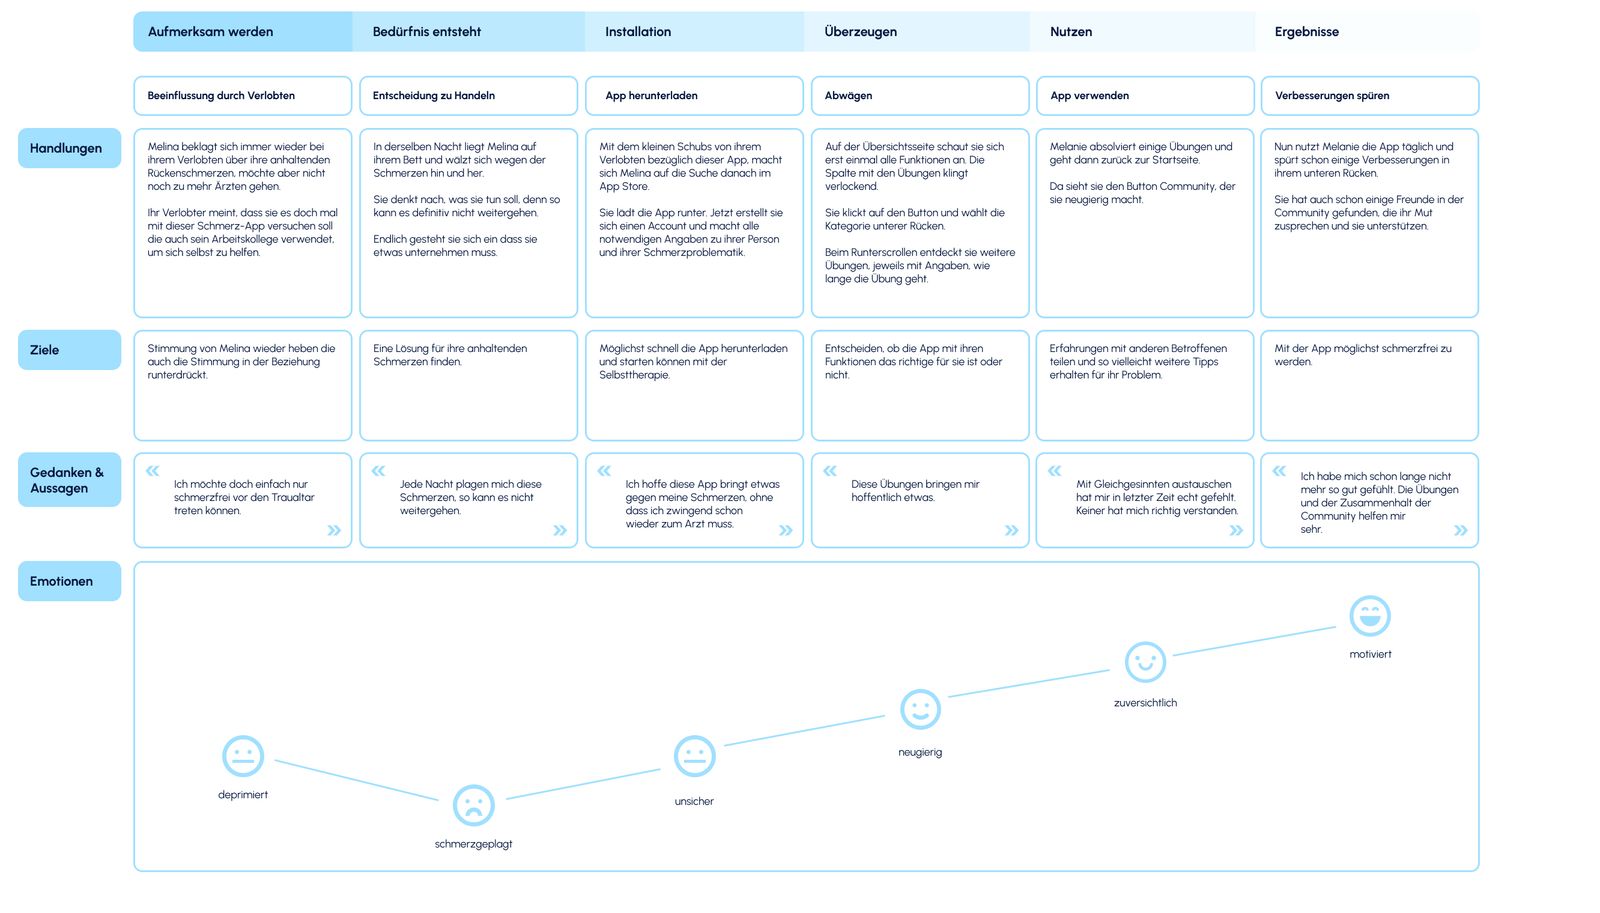 Aufmerksam werden
Bedürfnis entsteht
Installation
Überzeugen
Nutzen
Ergebnisse
Beeinflussung durch Verlobten
Entscheidung zu Handeln
App herunterladen
Abwägen
App verwenden
Verbesserungen spüren
Handlungen
Melina beklagt sich immer wieder bei
ihrem Verlobten über ihre anhaltenden
Rückenschmerzen, möchte aber nicht
noch zu mehr Ärzten gehen.
Ihr Verlobter meint, dass sie es doch mal
mit dieser Schmerz-App versuchen soll
die auch sein Arbeitskollege verwendet,
um sich selbst zu helfen.
In derselben Nacht liegt Melina auf
ihrem Bett und wälzt sich wegen der
Schmerzen hin und her.
Sie denkt nach, was sie tun soll, denn so
kann es definitiv nicht weitergehen.
Endlich gesteht sie sich ein dass sie
etwas unternehmen muss.
Mit dem kleinen Schubs von ihrem
Verlobten bezüglich dieser App, macht
sich Melina auf die Suche danach im
App Store.
Sie lädt die App runter. Jetzt erstellt sie
sich einen Account und macht alle
notwendigen Angaben zu ihrer Person
und ihrer Schmerzproblematik.
Auf der Übersichtsseite schaut sie sich
erst einmal alle Funktionen an. Die
Spalte mit den Übungen klingt
verlockend.
Sie klickt auf den Button und wählt die
Kategorie unterer Rücken.
Beim Runterscrollen entdeckt sie weitere
Übungen, jeweils mit Angaben, wie
lange die Übung geht.
Melanie absolviert einige Übungen und
geht dann zurück zur Startseite.
Da sieht sie den Button Community, der
sie neugierig macht.
Nun nutzt Melanie die App täglich und
spürt schon einige Verbesserungen in
ihrem unteren Rücken.
Sie hat auch schon einige Freunde in der
Community gefunden, die ihr Mut
zusprechen und sie unterstützen.
Ziele
Stimmung von Melina wieder heben die
auch die Stimmung in der Beziehung
runterdrückt.
Eine Lösung für ihre anhaltenden
Schmerzen finden.
Möglichst schnell die App herunterladen
und starten können mit der
Selbsttherapie.
Entscheiden, ob die App mit ihren
Funktionen das richtige für sie ist oder
nicht.
Erfahrungen mit anderen Betroffenen
teilen und so vielleicht weitere Tipps
erhalten für ihr Problem.
Mit der App möglichst schmerzfrei zu
werden.
Gedanken &
Aussagen
«
Ich möchte doch einfach nur
schmerzfrei vor den Traualtar
treten können.
»
«
Jede Nacht plagen mich diese
Schmerzen, so kann es nicht
weitergehen.
»
«
Ich hoffe diese App bringt etwas
gegen meine Schmerzen, ohne
dass ich zwingend schon
wieder zum Arzt muss.
»
«
Diese Übungen bringen mir
hoffentlich etwas.
»
«
Mit Gleichgesinnten austauschen
hat mir in letzter Zeit echt gefehlt.
Keiner hat mich richtig verstanden.
»
«
Ich habe mich schon lange nicht
mehr so gut gefühlt. Die Übungen
und der Zusammenhalt der
Community helfen mir
sehr.
»
Emotionen
deprimiert
schmerzgeplagt
unsicher
neugierig
zuversichtlich
motiviert